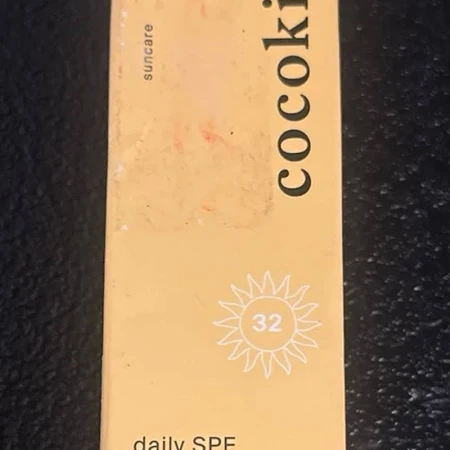 suncare
cocoki
32
daily SPF